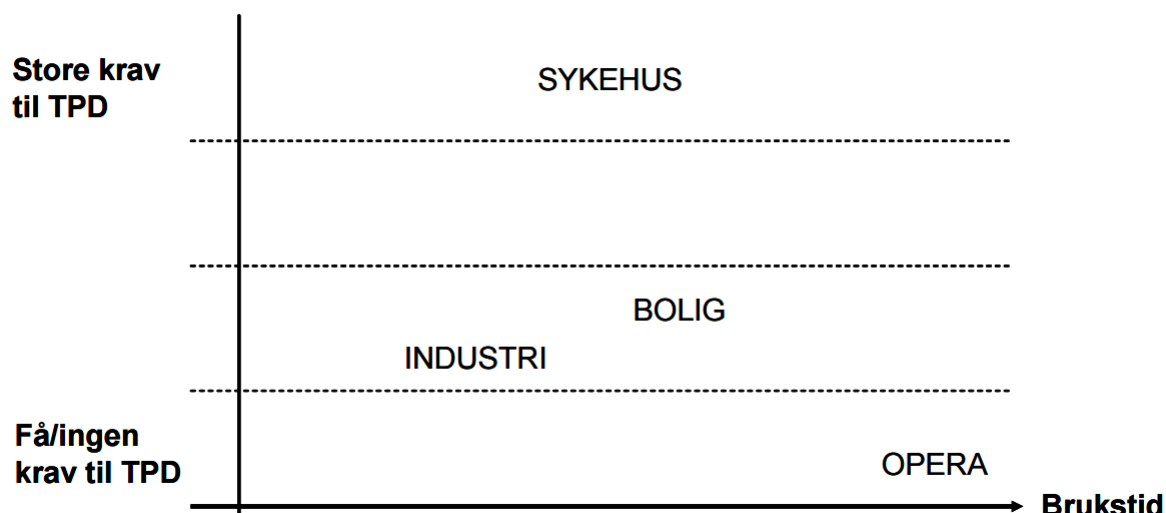 Store krav
til TPD
SYKEHUS
BOLIG
INDUSTRI
Få/ingen
krav til TPD
OPERA
Brukstid